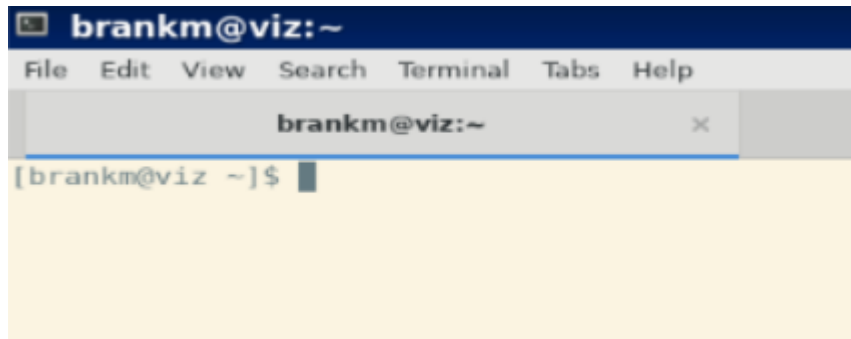 brankm@viz:~
File Edit View Search Terminal Tabs Help
brankm@viz:~ ×
[brankm@viz ~]$